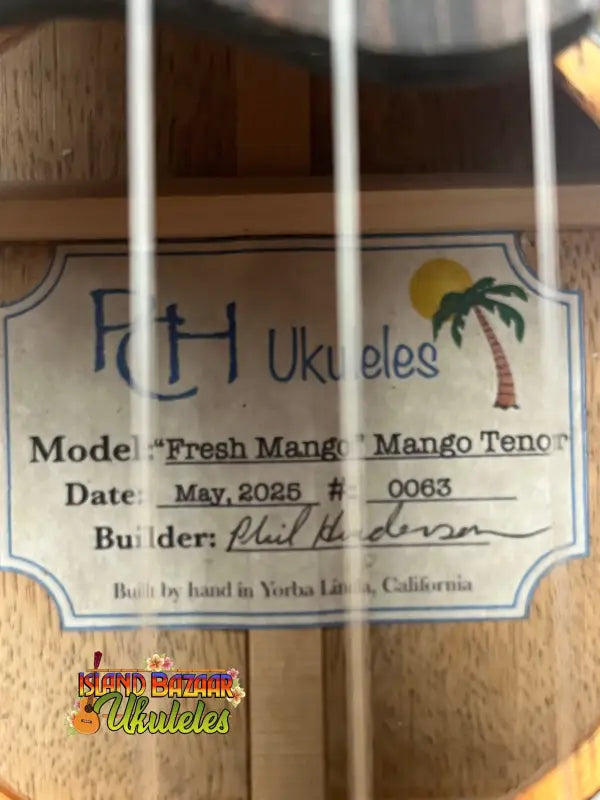 PCH Ukuleles
Model: "Fresh Mango" Mango Tenor
Date: May, 2025 #: 0063
Builder: Phil Henderson
Built by hand in Yorba Linda, California
ISLAND BAZAAR
Ukuleles